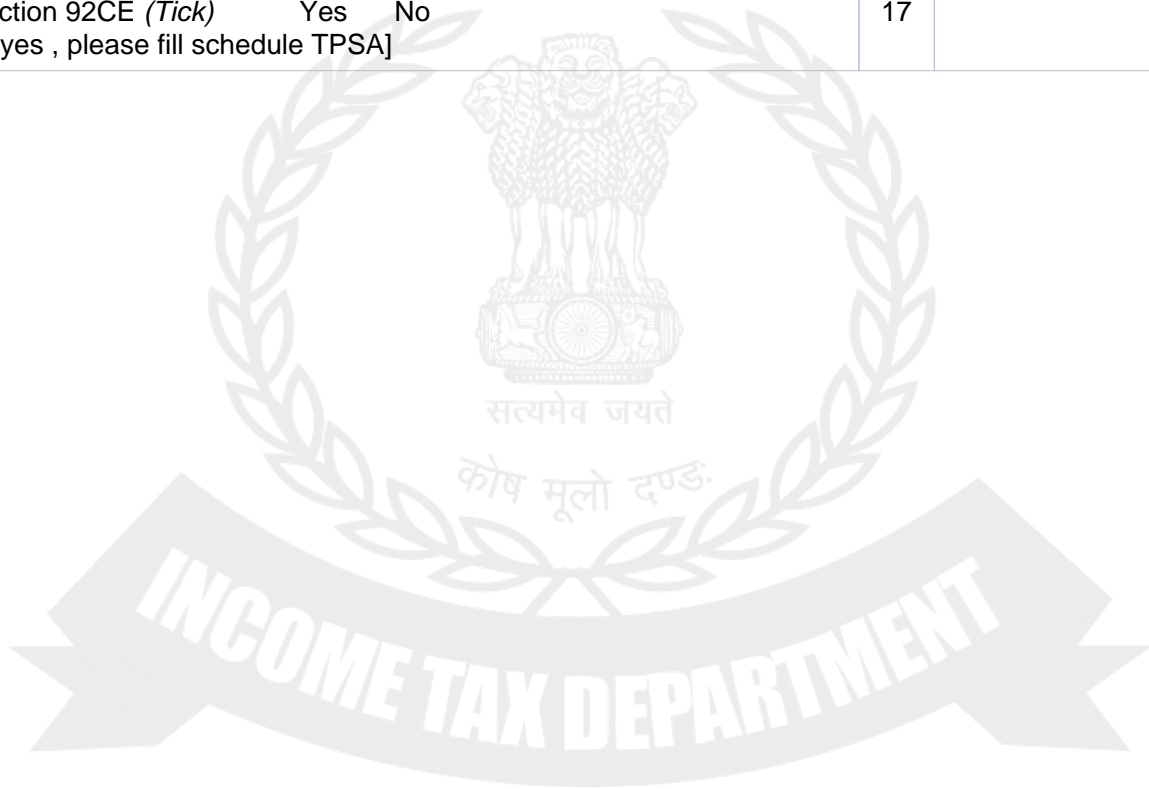 ction 92CE (Tick) Yes No 17
yes , please fill schedule TPSA]
सत्यमेव जयते
कोष मूलो दण्डः
INCOME TAX DEPARTMENT